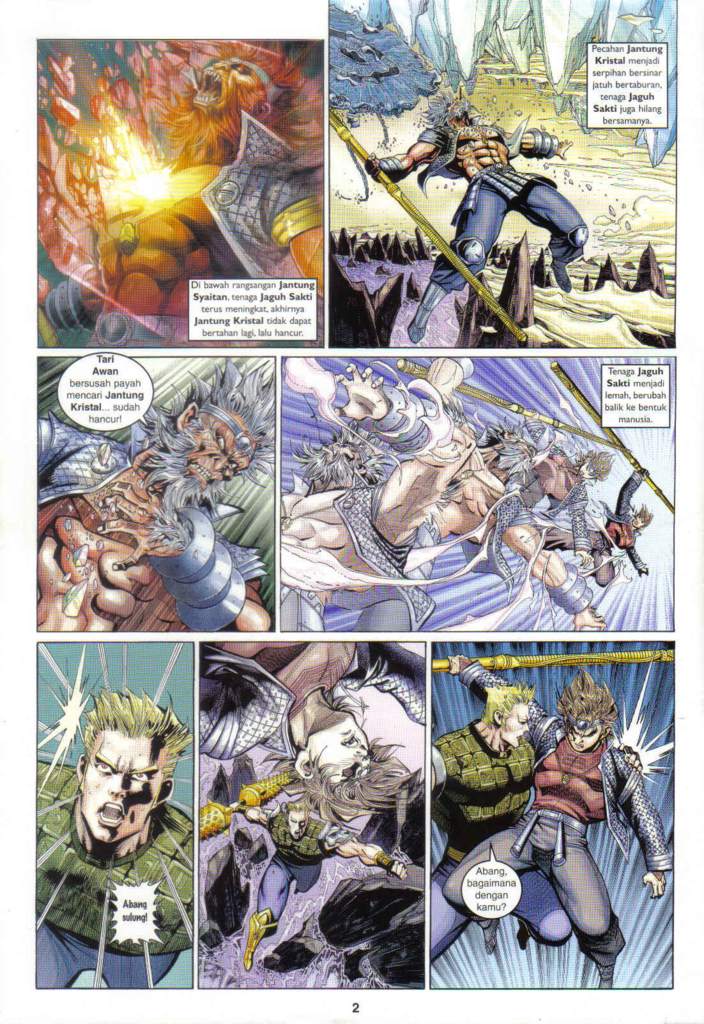 Di bawah rangsangan Jantung
Syaitan, tenaga Jaguh Sakti
terus meningkat, akhirnya
Jantung Kristal tidak dapat
bertahan lagi, lalu hancur.
Pecahan Jantung
Kristal menjadi
serpihan bersinar
jatuh bertaburan,
tenaga Jaguh
Sakti juga hilang
bersamanya.
Tari
Awan
bersusah payah
mencari Jantung
Kristal... sudah
hancur!
Tenaga Jaguh
Sakti menjadi
lemah, berubah
balik ke bentuk
manusia.
Abang
sulung!
Abang,
bagaimana
dengan
kamu?
2